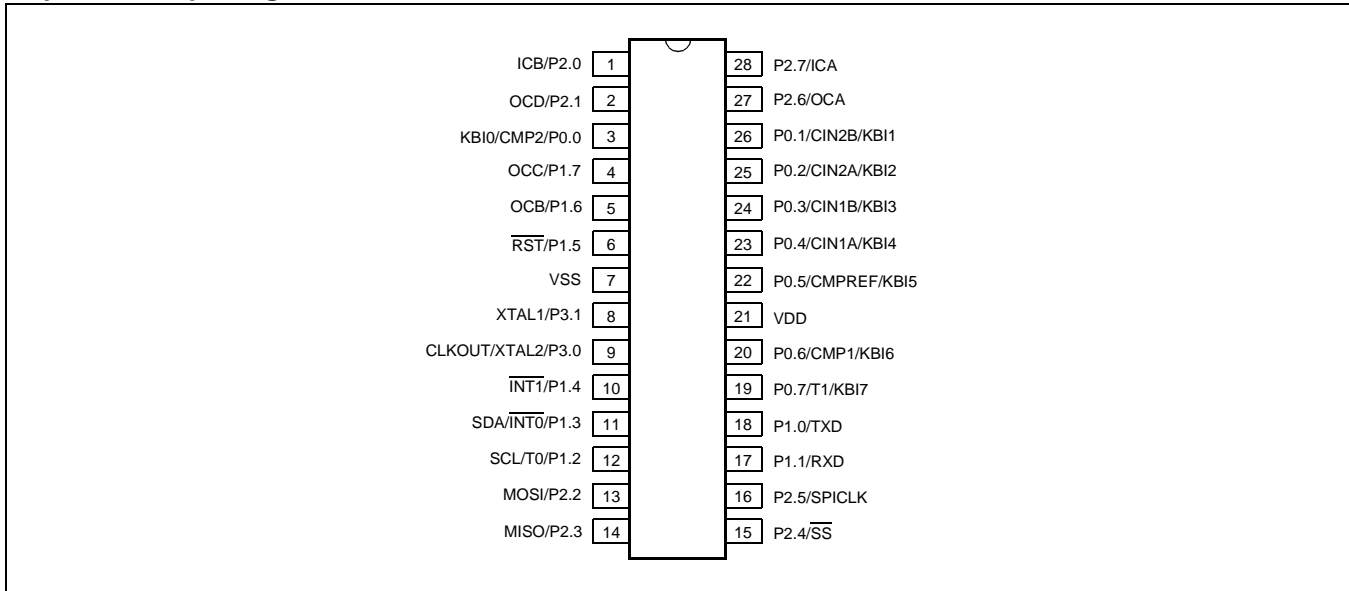 ICB/P2.0 1 28 P2.7/ICA
OCD/P2.1 2 27 P2.6/OCA
KBI0/CMP2/P0.0 3 26 P0.1/CIN2B/KBI1
OCC/P1.7 4 25 P0.2/CIN2A/KBI2
OCB/P1.6 5 24 P0.3/CIN1B/KBI3
R̅S̅T̅/P1.5 6 23 P0.4/CIN1A/KBI4
VSS 7 22 P0.5/CMPREF/KBI5
XTAL1/P3.1 8 21 VDD
CLKOUT/XTAL2/P3.0 9 20 P0.6/CMP1/KBI6
I̅N̅T̅1̅/P1.4 10 19 P0.7/T1/KBI7
SDA/I̅N̅T̅0̅/P1.3 11 18 P1.0/TXD
SCL/T0/P1.2 12 17 P1.1/RXD
MOSI/P2.2 13 16 P2.5/SPICLK
MISO/P2.3 14 15 P2.4/S̅S̅